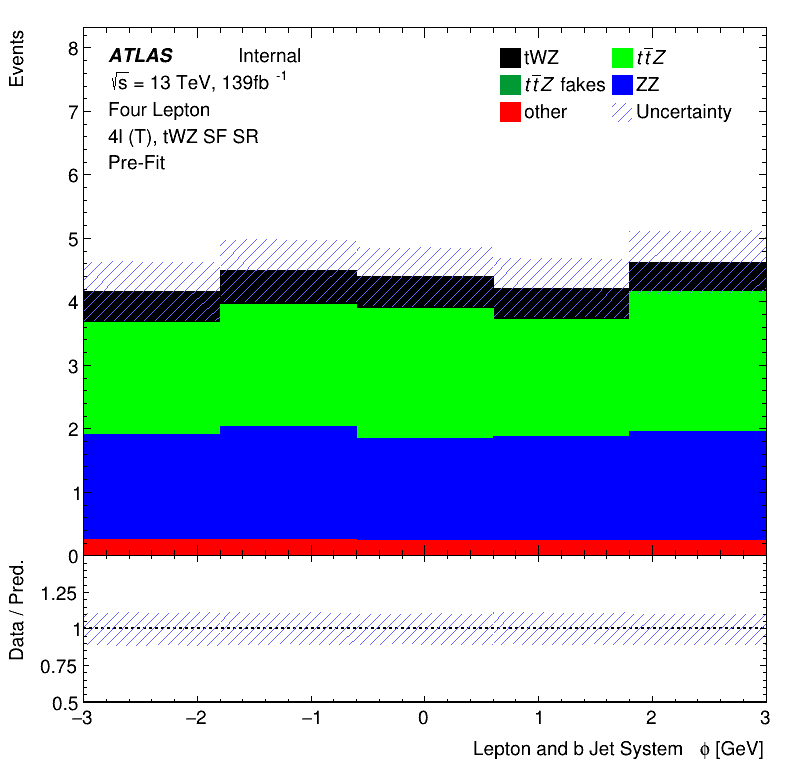 Events
8
7
6
5
4
3
2
1
0
ATLAS Internal
√s = 13 TeV, 139fb -1
Four Lepton
4l (T), tWZ SF SR
Pre-Fit
tWZ tt̄Z
tt̄Z fakes ZZ
other Uncertainty
Data / Pred.
1.25
1
0.75
0.5
−3 −2 −1 0 1 2 3
Lepton and b Jet System ϕ [GeV]